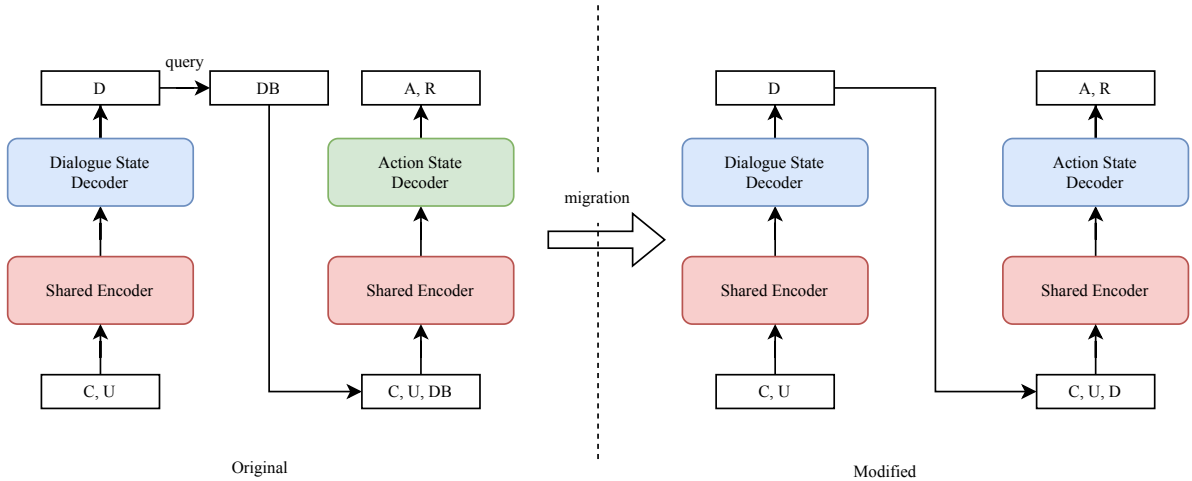 query
D
DB
A, R
Dialogue State
Decoder
Action State
Decoder
Shared Encoder
Shared Encoder
C, U
C, U, DB
Original
migration
D
A, R
Dialogue State
Decoder
Action State
Decoder
Shared Encoder
Shared Encoder
C, U
C, U, D
Modified